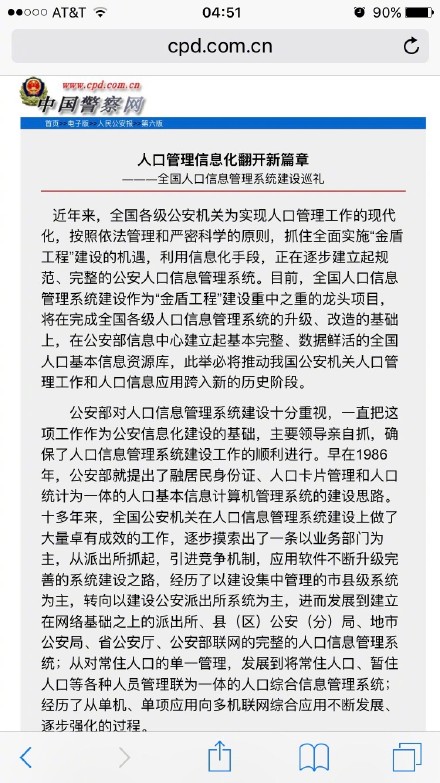 AT&T 04:51 90%
cpd.com.cn
www.cpd.com.cn
中国警察网
首页 电子版 人民公安报 第六版
人口管理信息化翻开新篇章
———全国人口信息管理系统建设巡礼
近年来，全国各级公安机关为实现人口管理工作的现代
化，按照依法管理和严密科学的原则，抓住全面实施“金盾
工程”建设的机遇，利用信息化手段，正在逐步建立起规
范、完整的公安人口信息管理系统。目前，全国人口信息
管理系统建设作为“金盾工程”建设重中之重的龙头项目，
将在完成全国各级人口信息管理系统的升级、改造的基础
上，在公安部信息中心建立起基本完整、数据鲜活的全国
人口基本信息资源库，此举必将推动我国公安机关人口管
理工作和人口信息应用跨入新的历史阶段。
公安部对人口信息管理系统建设十分重视，一直把这
项工作作为公安信息化建设的基础，主要领导亲自抓，确
保了人口信息管理系统建设工作的顺利进行。早在1986
年，公安部就提出了融居民身份证、人口卡片管理和人口
统计为一体的人口基本信息计算机管理系统的建设思路。
十多年来，全国公安机关在人口信息管理系统建设上做了
大量卓有成效的工作，逐步摸索出了一条以业务部门为
主，从派出所抓起，引进竞争机制，应用软件不断升级完
善的系统建设之路，经历了以建设集中管理的市县级系统
为主，转向以建设公安派出所系统为主，进而发展到建立
在网络基础之上的派出所、县（区）公安（分）局、地市
公安局、省公安厅、公安部联网的完整的人口信息管理系
统；从对常住人口的单一管理，发展到将常住人口、暂住
人口等各种人员管理联为一体的人口综合信息管理系统；
经历了从单机、单项应用向多机联网综合应用不断发展、
逐步强化的过程。